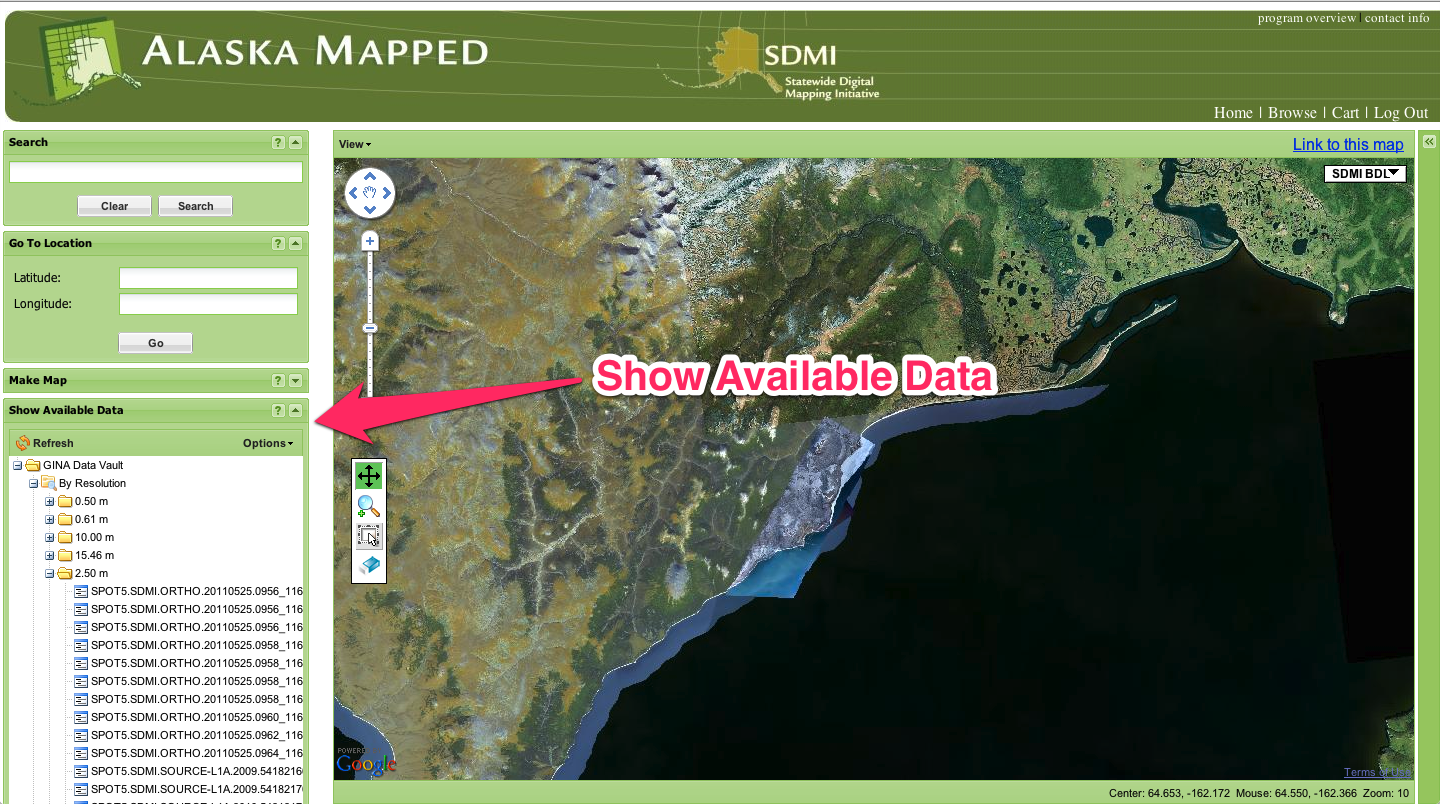 program overview | contact info
ALASKA MAPPED
SDMI
Statewide Digital
Mapping Initiative
Home | Browse | Cart | Log Out
Search ?
Clear Search
Go To Location ?
Latitude:
Longitude:
Go
Make Map ?
Show Available Data ?
Refresh Options
GINA Data Vault
By Resolution
0.50 m
0.61 m
10.00 m
15.46 m
2.50 m
SPOT5.SDMI.ORTHO.20110525.0956_116
SPOT5.SDMI.ORTHO.20110525.0956_116
SPOT5.SDMI.ORTHO.20110525.0956_116
SPOT5.SDMI.ORTHO.20110525.0958_116
SPOT5.SDMI.ORTHO.20110525.0958_116
SPOT5.SDMI.ORTHO.20110525.0958_116
SPOT5.SDMI.ORTHO.20110525.0958_116
SPOT5.SDMI.ORTHO.20110525.0960_116
SPOT5.SDMI.ORTHO.20110525.0962_116
SPOT5.SDMI.ORTHO.20110525.0964_116
SPOT5.SDMI.SOURCE-L1A.2009.5418216
SPOT5.SDMI.SOURCE-L1A.2009.5418217
View Link to this map
SDMI BDL
Show Available Data
POWERED BY
Google
Terms of Use
Center: 64.653, -162.172 Mouse: 64.550, -162.366 Zoom: 10